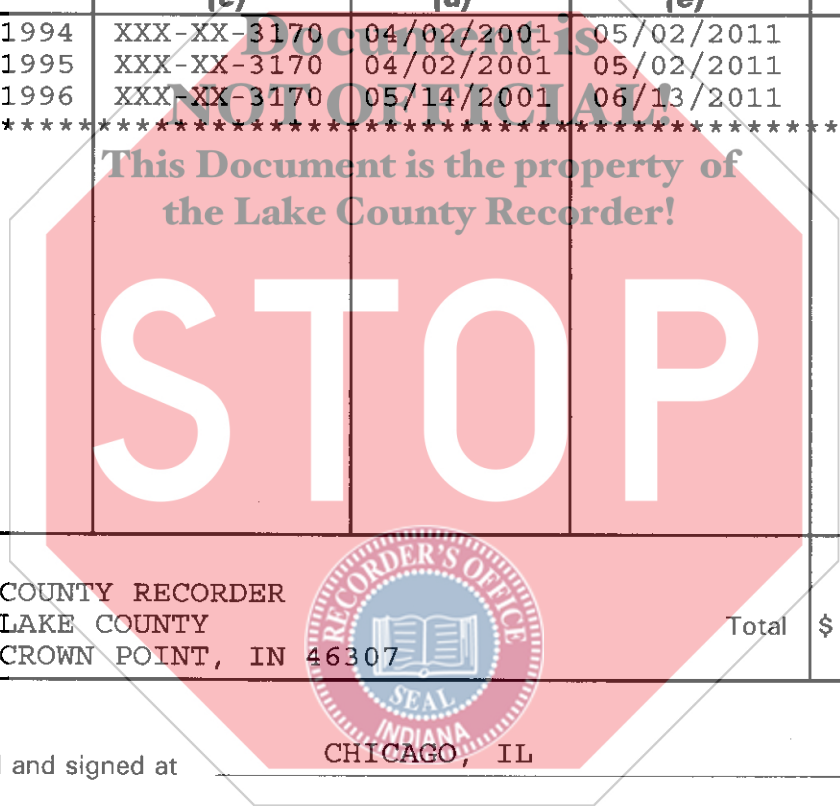 (c) (d) (e)
1994 XXX-XX-3170 04/02/2001 05/02/2011
1995 XXX-XX-3170 04/02/2001 05/02/2011
1996 XXX-XX-3170 05/14/2001 06/13/2011
*********************************************************
Document is
NOT OFFICIAL!
This Document is the property of
the Lake County Recorder!
STOP
COUNTY RECORDER
LAKE COUNTY
CROWN POINT, IN 46307
Total $
RECORDER'S OFFICE
SEAL
INDIANA
and signed at CHICAGO, IL